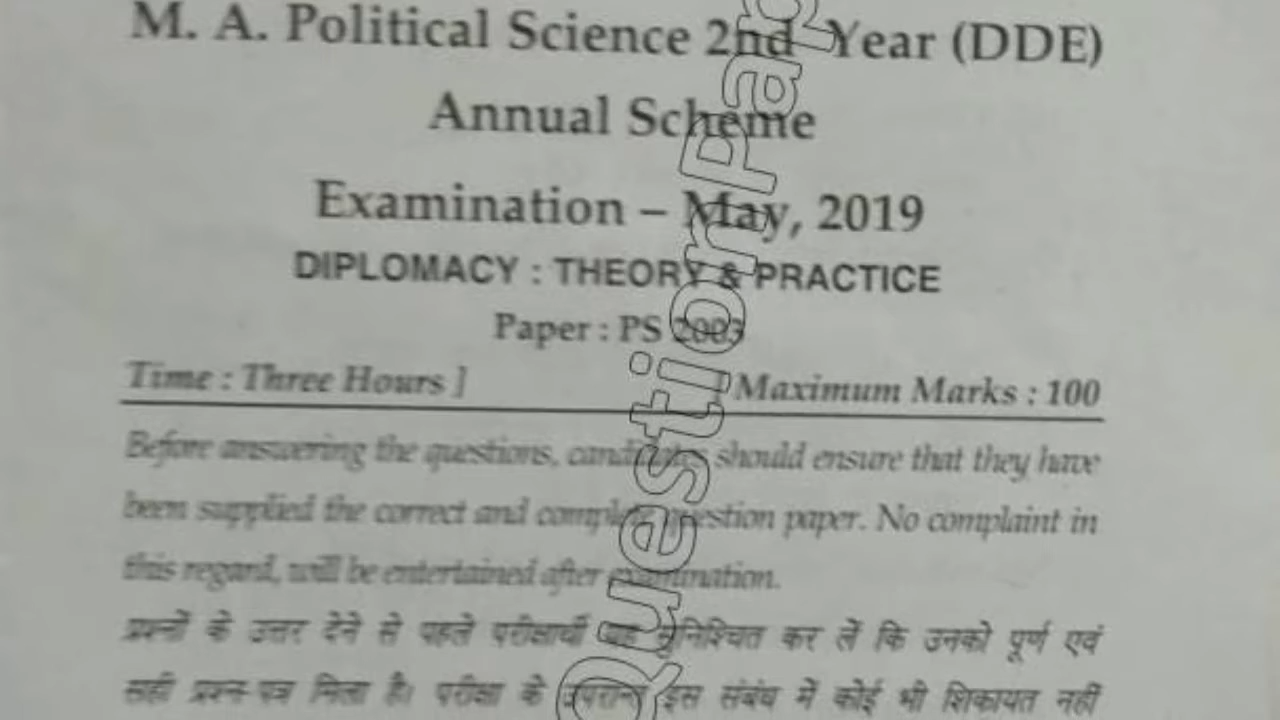 M. A. Political Science 2nd Year (DDE)
Annual Scheme
Examination – May, 2019
DIPLOMACY : THEORY & PRACTICE
Paper : PS 2003
Time : Three Hours ]
[ Maximum Marks : 100
Before answering the questions, candidates should ensure that they have
been supplied the correct and complete question paper. No complaint in
this regard, will be entertained after examination.
प्रश्नों के उत्तर देने से पहले परीक्षार्थी यह सुनिश्चित कर लें कि उनको पूर्ण एवं
सही प्रश्न-पत्र मिला है। परीक्षा के उपरान्त इस संबंध में कोई भी शिकायत नहीं
Question Pap